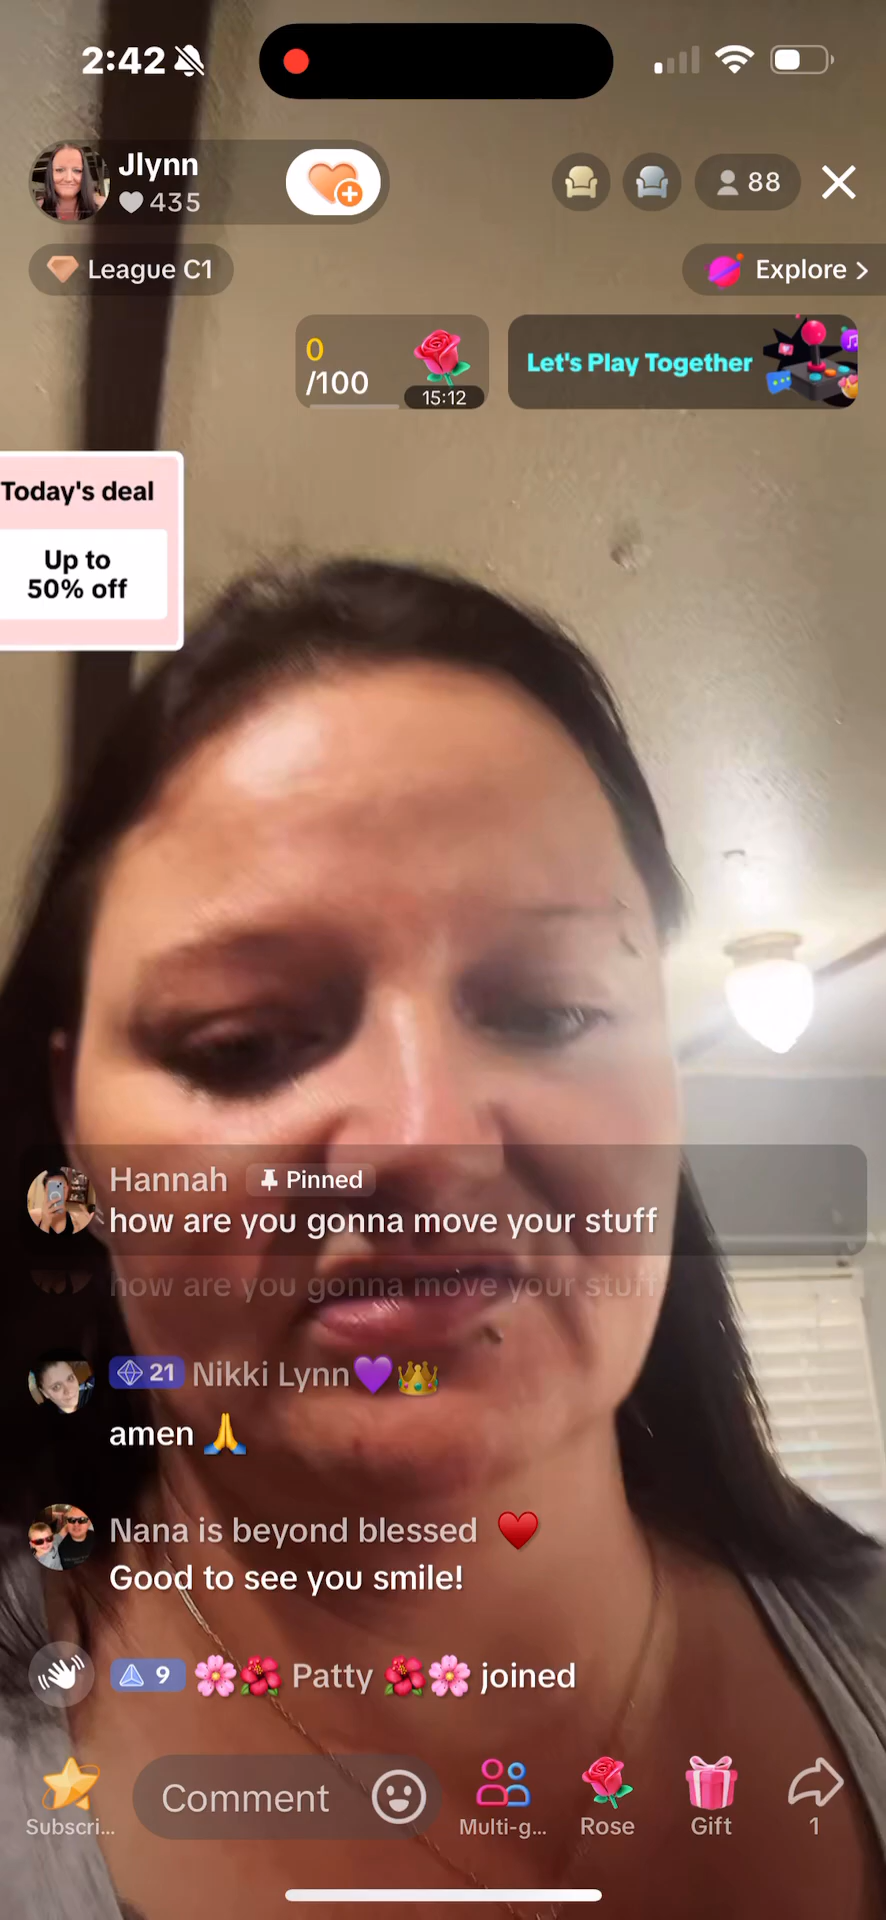 2:42
Jlynn
435
88
League C1
Explore >
0
/100
15:12
Let's Play Together
Today's deal
Up to
50% off
Hannah Pinned
how are you gonna move your stuff
how are you gonna move your stuff
21 Nikki Lynn💜👑
amen 🙏
Nana is beyond blessed ♥️
Good to see you smile!
9 🌸🌺 Patty 🌺🌸 joined
Subscri...
Comment
Multi-g...
Rose
Gift
1